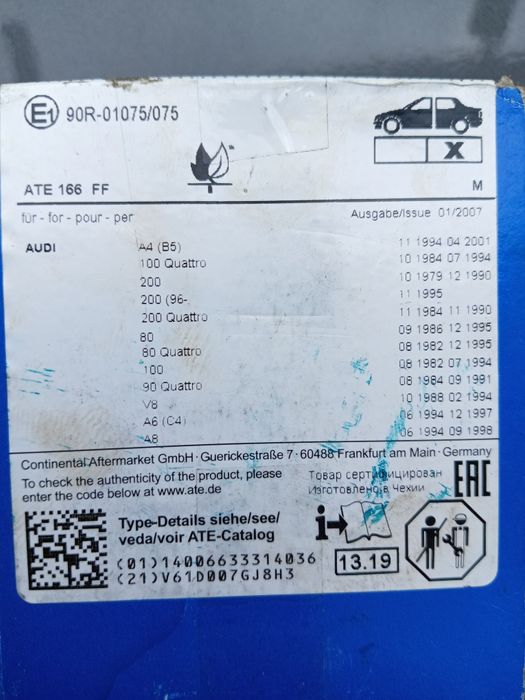 E1 90R-01075/075
X
ATE 166 FF M
für - for - pour - per Ausgabe/Issue 01/2007
AUDI A4 (B5) 11 1994 04 2001
100 Quattro 10 1984 07 1994
200 10 1979 12 1990
200 (96- 11 1995
200 Quattro 11 1984 11 1990
80 09 1986 12 1995
80 Quattro 08 1982 12 1995
100 08 1982 07 1994
90 Quattro 08 1984 09 1991
V8 10 1988 02 1994
A6 (C4) 06 1994 12 1997
A8 06 1994 09 1998
Continental Aftermarket GmbH · Guerickestraße 7 · 60488 Frankfurt am Main · Germany
To check the authenticity of the product, please
enter the code below at www.ate.de.
Товар сертифицирован
Изготовлено в Чехии
EAC
Type-Details siehe/see/
veda/voir ATE-Catalog
(01)14006633314036
(21)V61D007GJ8H3
i
13.19